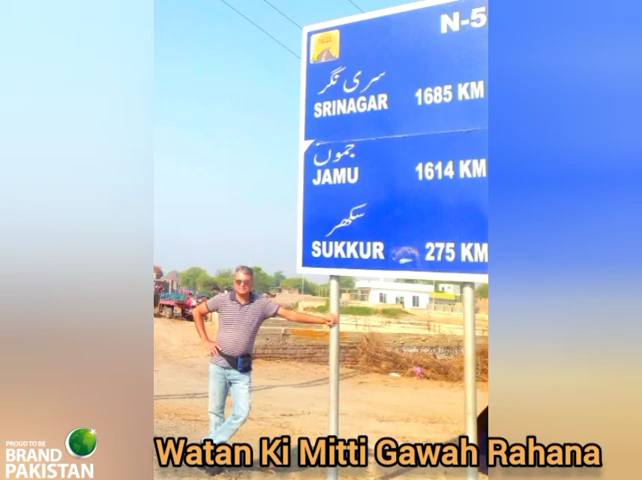 N-5
سری نگر
SRINAGAR 1685 KM
جموں
JAMU 1614 KM
سکھر
SUKKUR 275 KM
PROUD TO BE
BRAND
PAKISTAN
Watan Ki Mitti Gawah Rahana